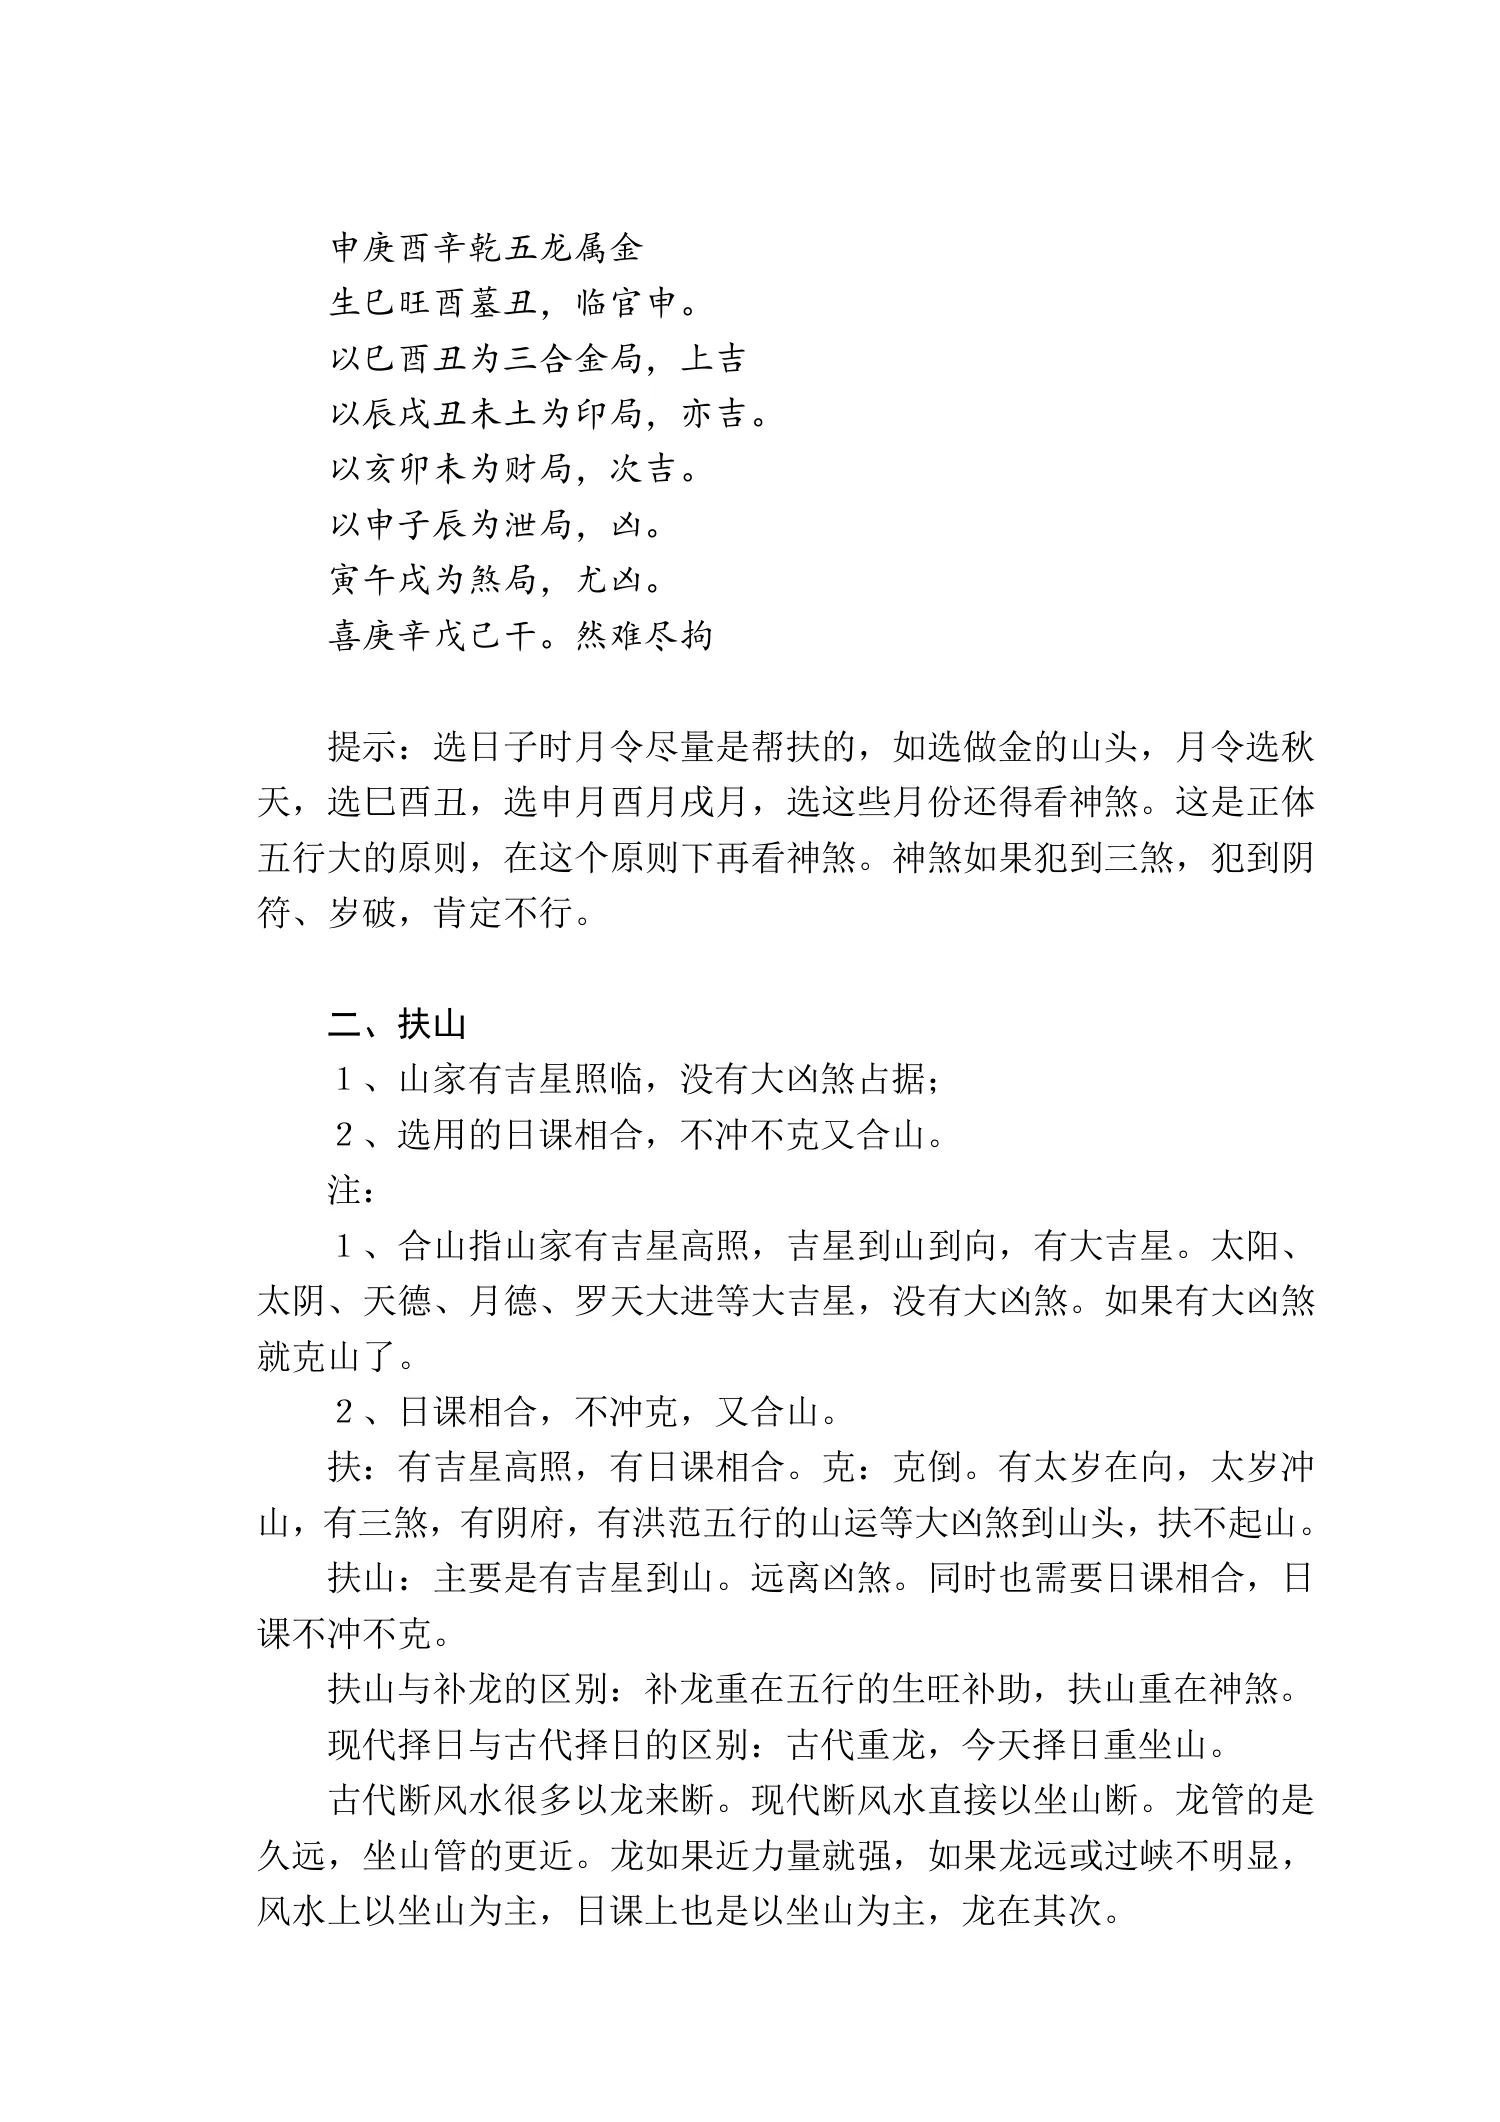 申庚酉辛乾五龙属金
生巳旺酉墓丑，临官申。
以巳酉丑为三合金局，上吉
以辰戌丑未土为印局，亦吉。
以亥卯未为财局，次吉。
以申子辰为泄局，凶。
寅午戌为煞局，尤凶。
喜庚辛戊己干。然难尽拘
提示：选日子时月令尽量是帮扶的，如选做金的山头，月令选秋
天，选巳酉丑，选申月酉月戌月，选这些月份还得看神煞。这是正体
五行大的原则，在这个原则下再看神煞。神煞如果犯到三煞，犯到阴
符、岁破，肯定不行。
二、扶山
１、山家有吉星照临，没有大凶煞占据；
２、选用的日课相合，不冲不克又合山。
注：
１、合山指山家有吉星高照，吉星到山到向，有大吉星。太阳、
太阴、天德、月德、罗天大进等大吉星，没有大凶煞。如果有大凶煞
就克山了。
２、日课相合，不冲克，又合山。
扶：有吉星高照，有日课相合。克：克倒。有太岁在向，太岁冲
山，有三煞，有阴府，有洪范五行的山运等大凶煞到山头，扶不起山。
扶山：主要是有吉星到山。远离凶煞。同时也需要日课相合，日
课不冲不克。
扶山与补龙的区别：补龙重在五行的生旺补助，扶山重在神煞。
现代择日与古代择日的区别：古代重龙，今天择日重坐山。
古代断风水很多以龙来断。现代断风水直接以坐山断。龙管的是
久远，坐山管的更近。龙如果近力量就强，如果龙远或过峡不明显，
风水上以坐山为主，日课上也是以坐山为主，龙在其次。